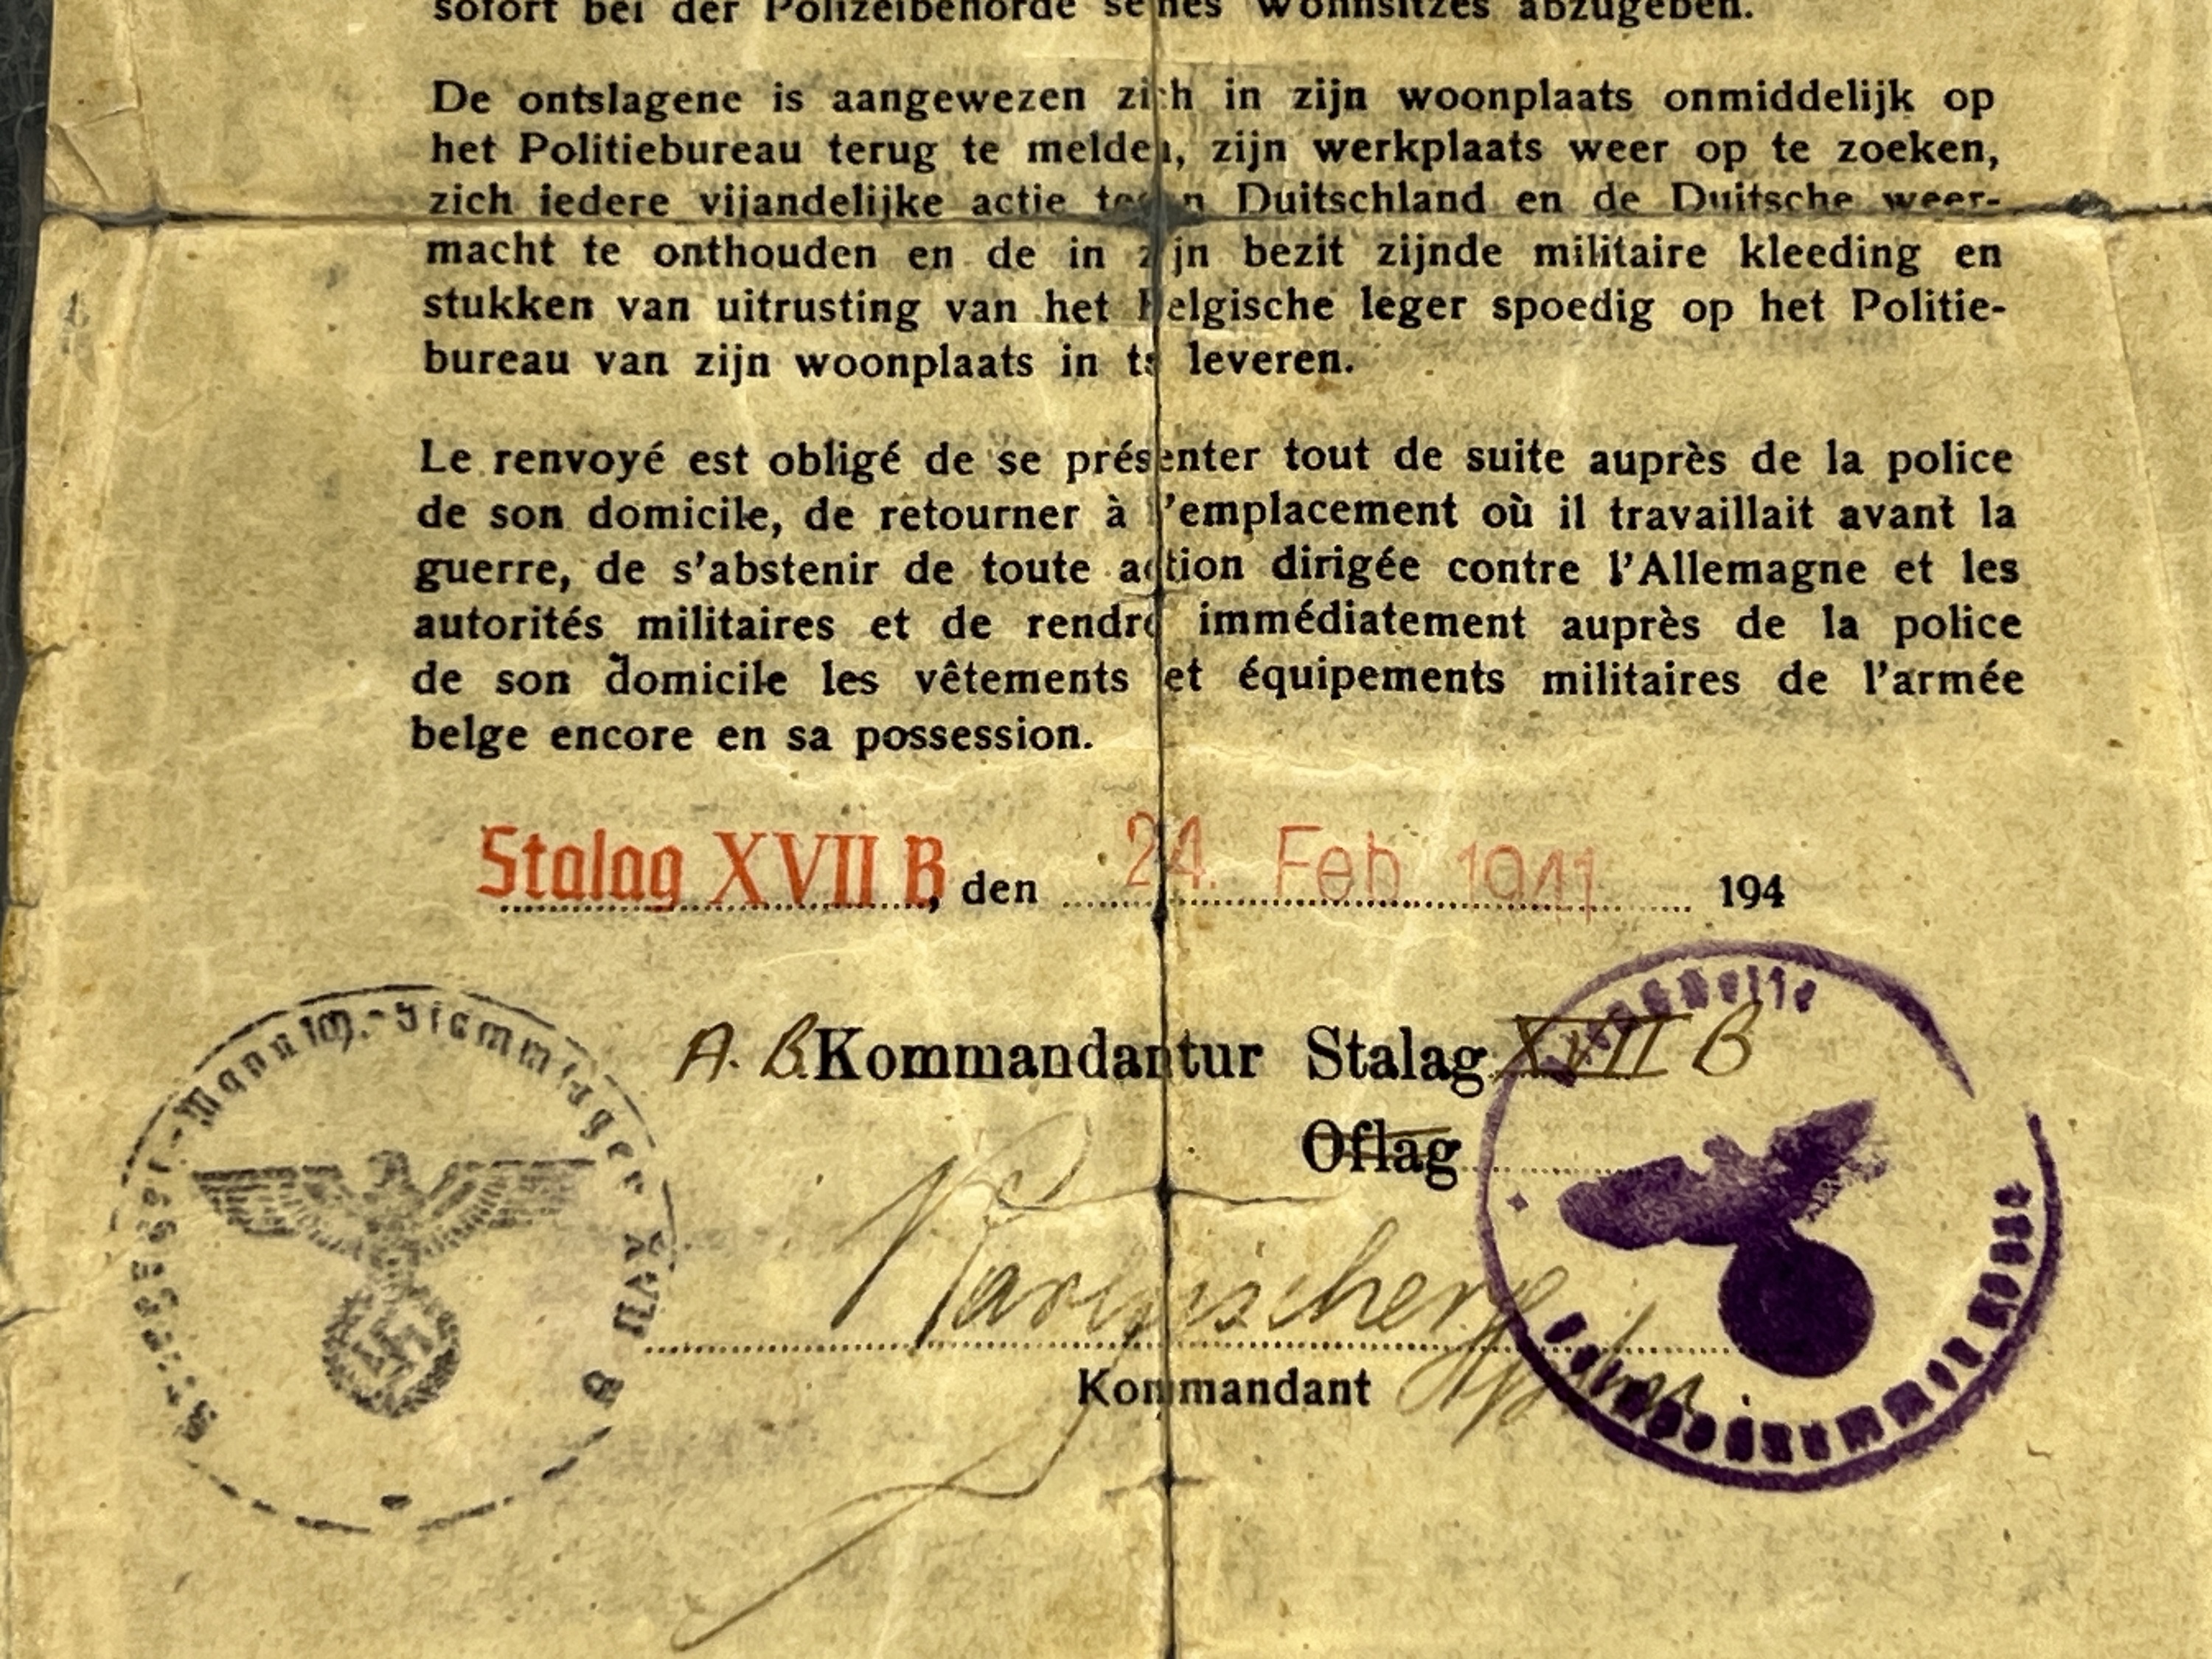 sofort bei der Polizeibehörde seines Wohnsitzes abzugeben.
De ontslagene is aangewezen zich in zijn woonplaats onmiddelijk op
het Politiebureau terug te melden, zijn werkplaats weer op te zoeken,
zich iedere vijandelijke actie tegen Duitschland en de Duitsche weer-
macht te onthouden en de in zijn bezit zijnde militaire kleeding en
stukken van uitrusting van het Belgische leger spoedig op het Politie-
bureau van zijn woonplaats in te leveren.
Le renvoyé est obligé de se présenter tout de suite auprès de la police
de son domicile, de retourner à l'emplacement où il travaillait avant la
guerre, de s'abstenir de toute action dirigée contre l'Allemagne et les
autorités militaires et de rendre immédiatement auprès de la police
de son domicile les vêtements et équipements militaires de l'armée
belge encore en sa possession.
Stalag XVII B, den 24. Feb. 1941 194
A. B. Kommandantur Stalag XVII B
Oflag
Kommandant
Mannsch.-Stammlager XVII B